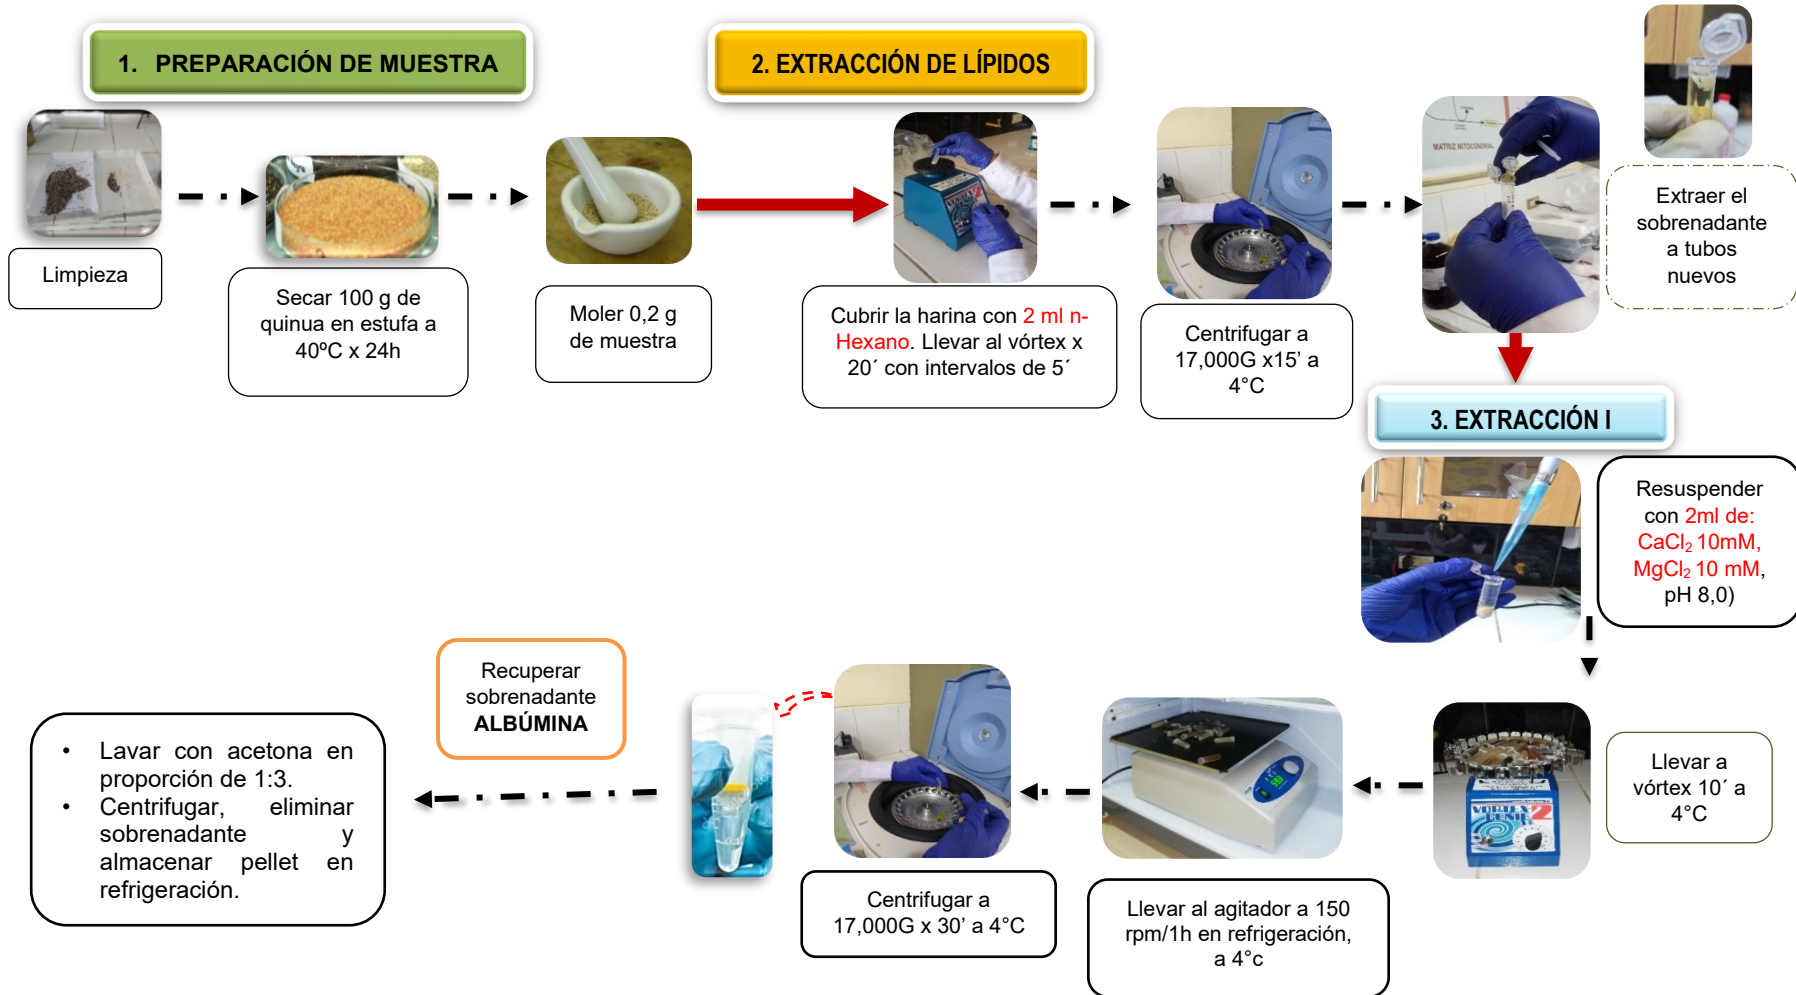 1. PREPARACIÓN DE MUESTRA
Limpieza
Secar 100 g de
quinua en estufa a
40ºC x 24h
Moler 0,2 g
de muestra
2. EXTRACCIÓN DE LÍPIDOS
Cubrir la harina con 2 ml n-
Hexano. Llevar al vórtex x
20´ con intervalos de 5´
Centrifugar a
17,000G x15’ a
4°C
MATRIZ MITOCONDRIAL
Extraer el
sobrenadante
a tubos
nuevos
3. EXTRACCIÓN I
Resuspender
con 2ml de:
CaCl₂ 10mM,
MgCl₂ 10 mM,
pH 8,0)
VORTEX
GENIE 2
Llevar a
vórtex 10´ a
4°C
Llevar al agitador a 150
rpm/1h en refrigeración,
a 4°c
Centrifugar a
17,000G x 30’ a 4°C
Recuperar
sobrenadante
ALBÚMINA
• Lavar con acetona en
proporción de 1:3.
• Centrifugar, eliminar
sobrenadante y
almacenar pellet en
refrigeración.